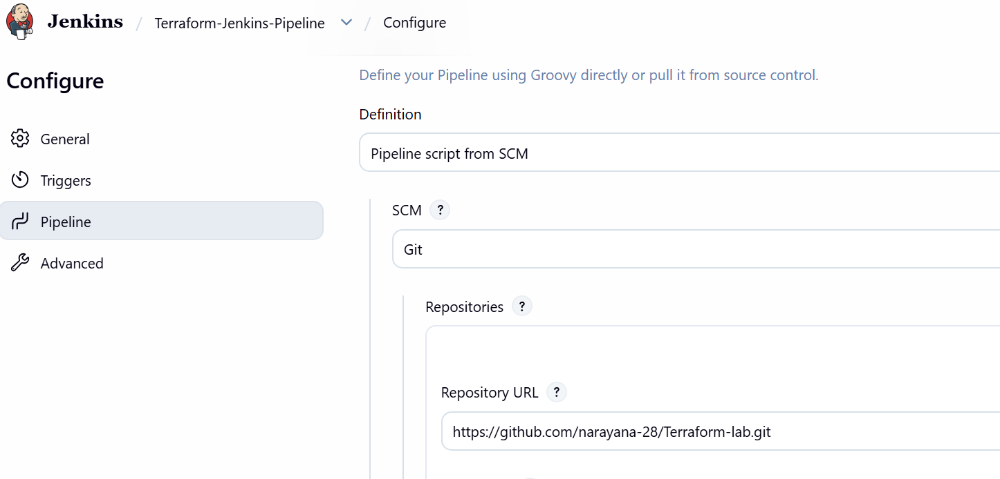 Jenkins / Terraform-Jenkins-Pipeline / Configure
Configure
General
Triggers
Pipeline
Advanced
Define your Pipeline using Groovy directly or pull it from source control.
Definition
Pipeline script from SCM
SCM ?
Git
Repositories ?
Repository URL ?
https://github.com/narayana-28/Terraform-lab.git